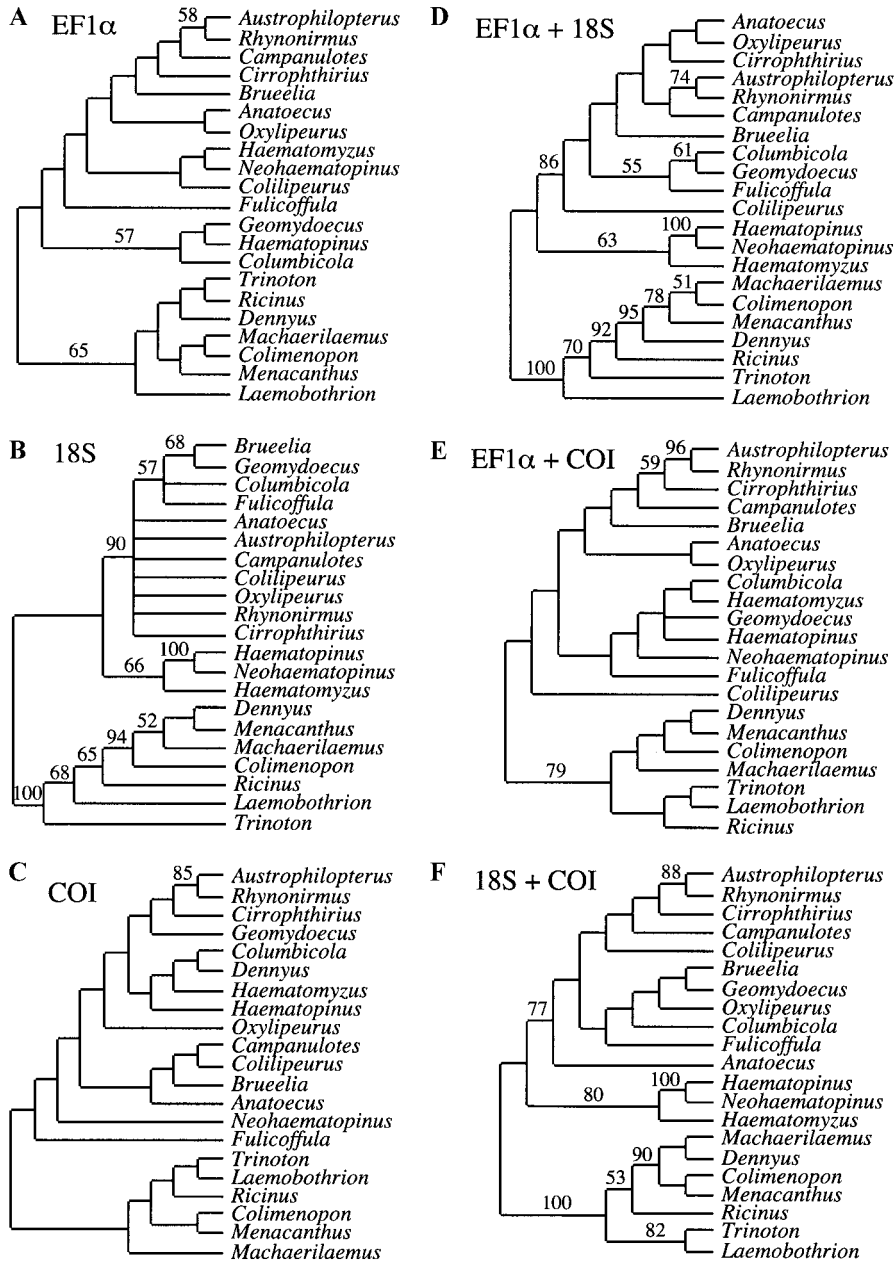 A EF1α
58
Austrophilopterus
Rhynonirmus
Campanulotes
Cirrophthirius
Brueelia
Anatoecus
Oxylipeurus
Haematomyzus
Neohaematopinus
Colilipeurus
Fulicoffula
57
Geomydoecus
Haematopinus
Columbicola
Trinoton
Ricinus
Dennyus
65
Machaerilaemus
Colimenopon
Menacanthus
Laemobothrion
B 18S
68
Brueelia
57
Geomydoecus
Columbicola
Fulicoffula
Anatoecus
90
Austrophilopterus
Campanulotes
Colilipeurus
Oxylipeurus
Rhynonirmus
Cirrophthirius
100
Haematopinus
66
Neohaematopinus
Haematomyzus
Dennyus
52
Menacanthus
94
Machaerilaemus
65
Colimenopon
68
Ricinus
100
Laemobothrion
Trinoton
C COI
85
Austrophilopterus
Rhynonirmus
Cirrophthirius
Geomydoecus
Columbicola
Dennyus
Haematomyzus
Haematopinus
Oxylipeurus
Campanulotes
Colilipeurus
Brueelia
Anatoecus
Neohaematopinus
Fulicoffula
Trinoton
Laemobothrion
Ricinus
Colimenopon
Menacanthus
Machaerilaemus
D EF1α + 18S
Anatoecus
Oxylipeurus
Cirrophthirius
74
Austrophilopterus
Rhynonirmus
Campanulotes
Brueelia
61
Columbicola
86
55
Geomydoecus
Fulicoffula
Colilipeurus
100
Haematopinus
63
Neohaematopinus
Haematomyzus
51
Machaerilaemus
78
Colimenopon
95
Menacanthus
92
Dennyus
70
Ricinus
100
Trinoton
Laemobothrion
E EF1α + COI
96
Austrophilopterus
59
Rhynonirmus
Cirrophthirius
Campanulotes
Brueelia
Anatoecus
Oxylipeurus
Columbicola
Haematomyzus
Geomydoecus
Haematopinus
Neohaematopinus
Fulicoffula
Colilipeurus
Dennyus
Menacanthus
Colimenopon
79
Machaerilaemus
Trinoton
Laemobothrion
Ricinus
F 18S + COI
88
Austrophilopterus
Rhynonirmus
Cirrophthirius
Campanulotes
Colilipeurus
Brueelia
Geomydoecus
77
Oxylipeurus
Columbicola
Fulicoffula
Anatoecus
100
Haematopinus
80
Neohaematopinus
Haematomyzus
Machaerilaemus
90
Dennyus
53
Colimenopon
Menacanthus
100
Ricinus
82
Trinoton
Laemobothrion